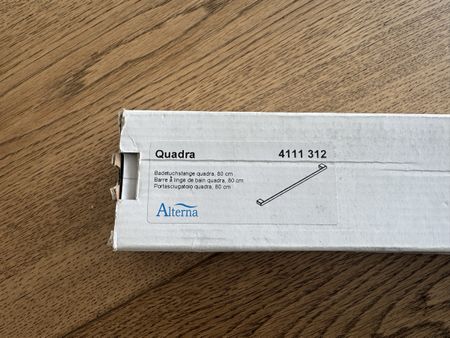 Quadra 4111 312
Badetuchstange quadra, 80 cm
Barre à linge de bain quadra, 80 cm
Portasciugatoio quadra, 80 cm
Alterna